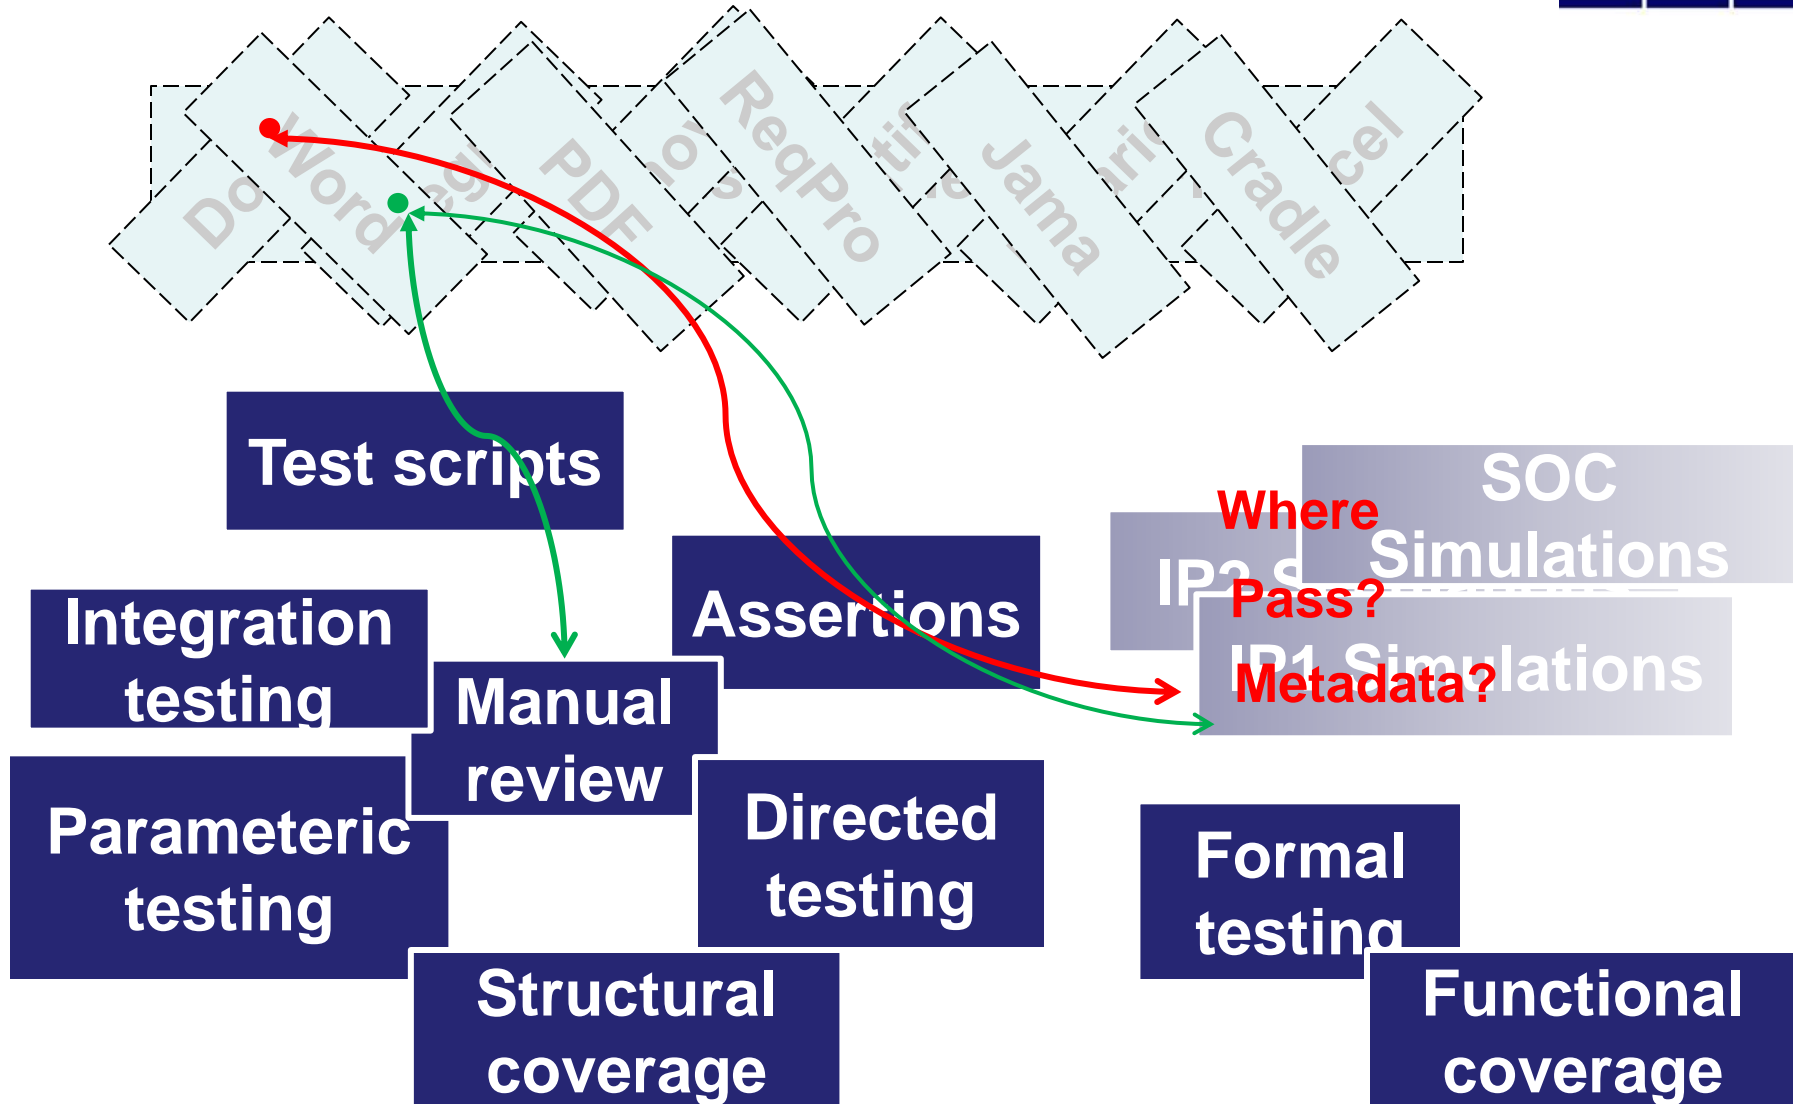 Word
PDF
ReqPro
Jama
Cradle
Test scripts
SOC
Simulations
Where
Pass?
Metadata?
IP1 Simulations
Assertions
Integration
testing
Manual
review
Parameteric
testing
Directed
testing
Formal
testing
Structural
coverage
Functional
coverage